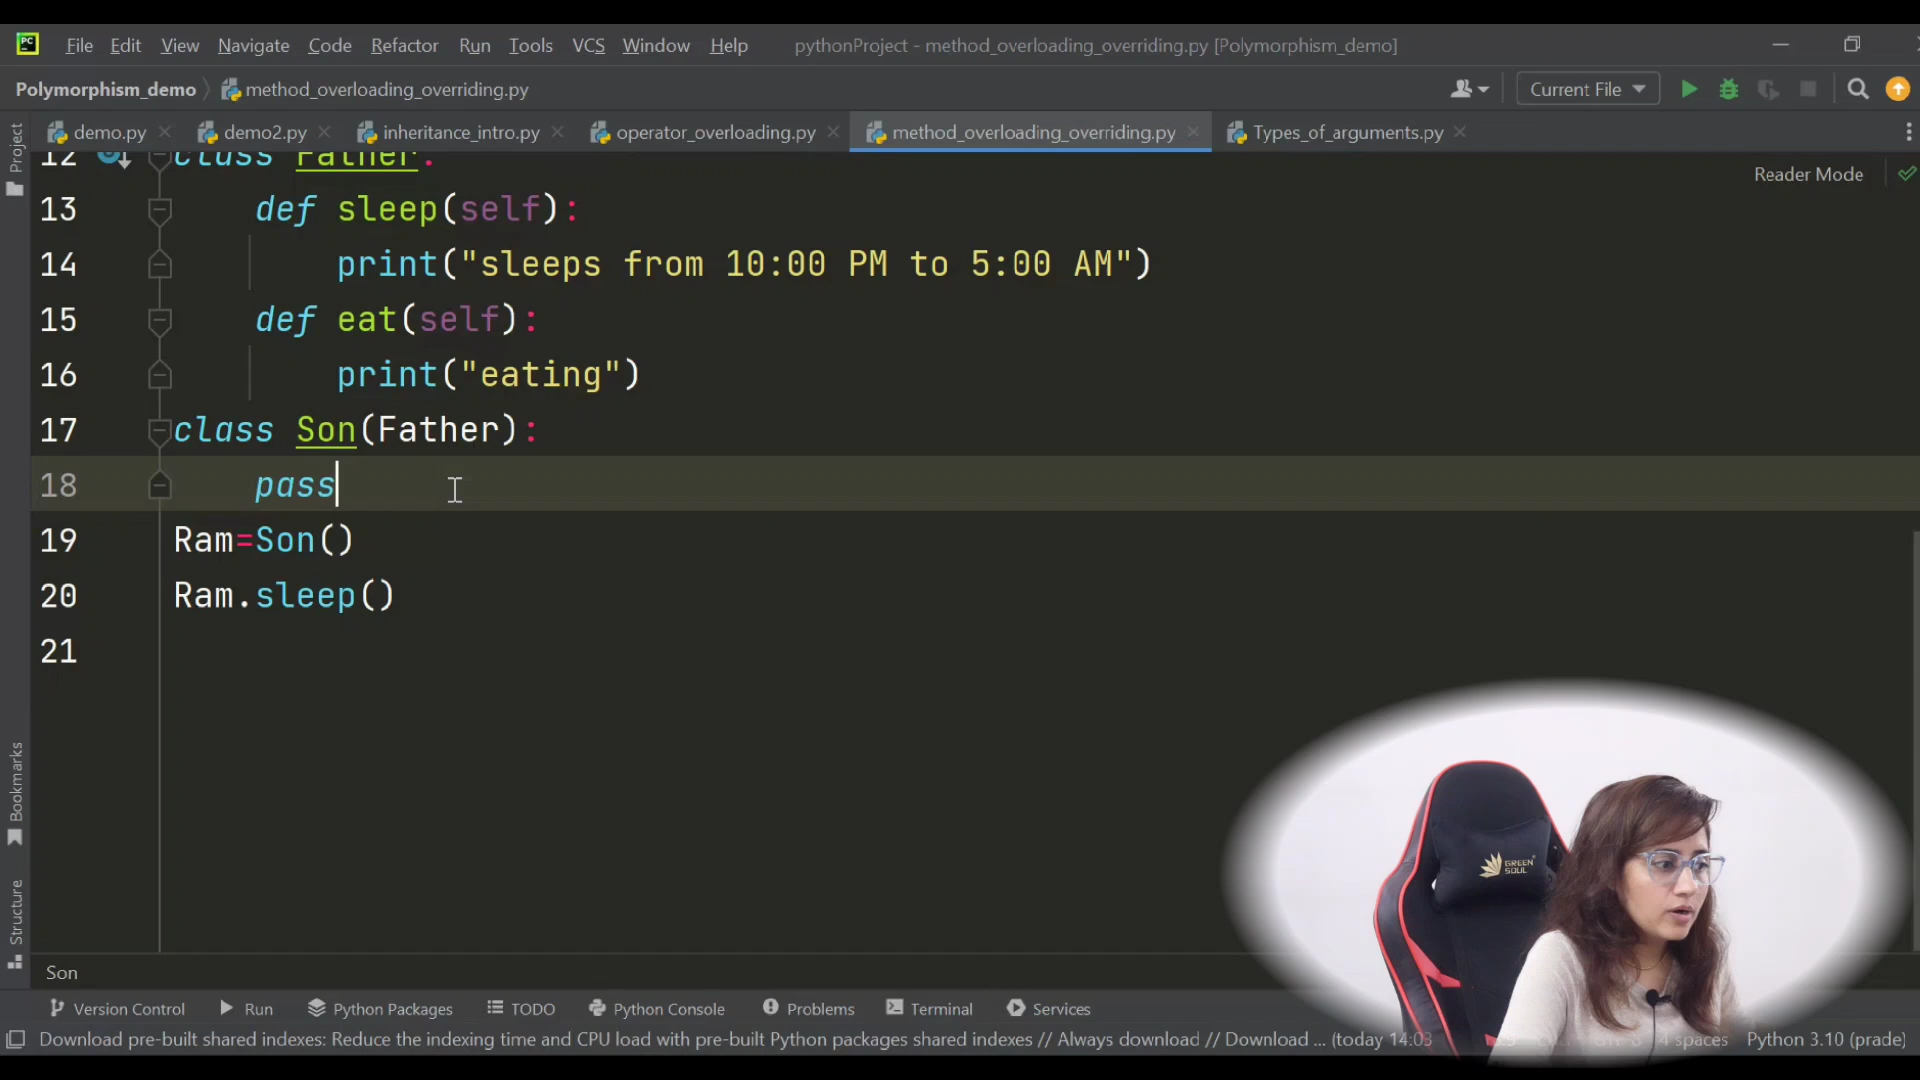 PC
File Edit View Navigate Code Refactor Run Tools VCS Window Help pythonProject - method_overloading_overriding.py [Polymorphism_demo]
Polymorphism_demo method_overloading_overriding.py Current File
demo.py demo2.py inheritance_intro.py operator_overloading.py method_overloading_overriding.py Types_of_arguments.py
Project
Reader Mode
12 class Father:
13 def sleep(self):
14 print("sleeps from 10:00 PM to 5:00 AM")
15 def eat(self):
16 print("eating")
17 class Son(Father):
18 pass
19 Ram=Son()
20 Ram.sleep()
21
Bookmarks
Structure
GREEN
SOUL
Son
Version Control Run Python Packages TODO Python Console Problems Terminal Services
Download pre-built shared indexes: Reduce the indexing time and CPU load with pre-built Python packages shared indexes // Always download // Download ... (today 14:03 4 spaces Python 3.10 (prade)